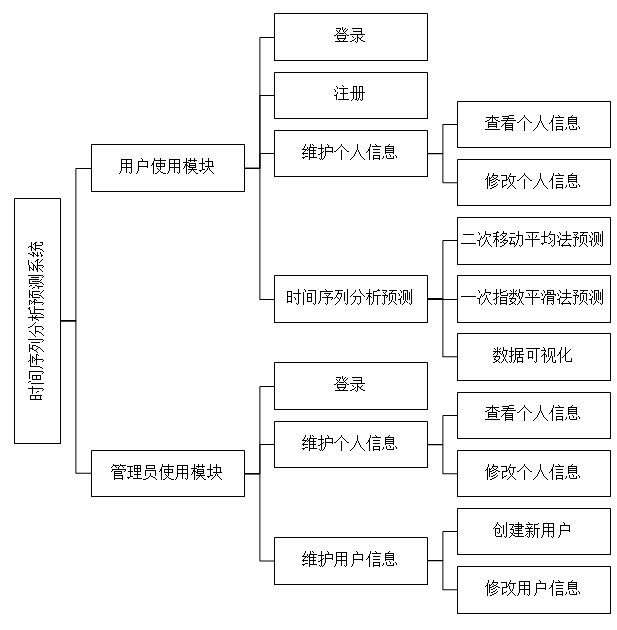 时间序列分析预测系统
用户使用模块
登录
注册
维护个人信息
查看个人信息
修改个人信息
时间序列分析预测
二次移动平均法预测
一次指数平滑法预测
数据可视化
管理员使用模块
登录
维护个人信息
查看个人信息
修改个人信息
维护用户信息
创建新用户
修改用户信息